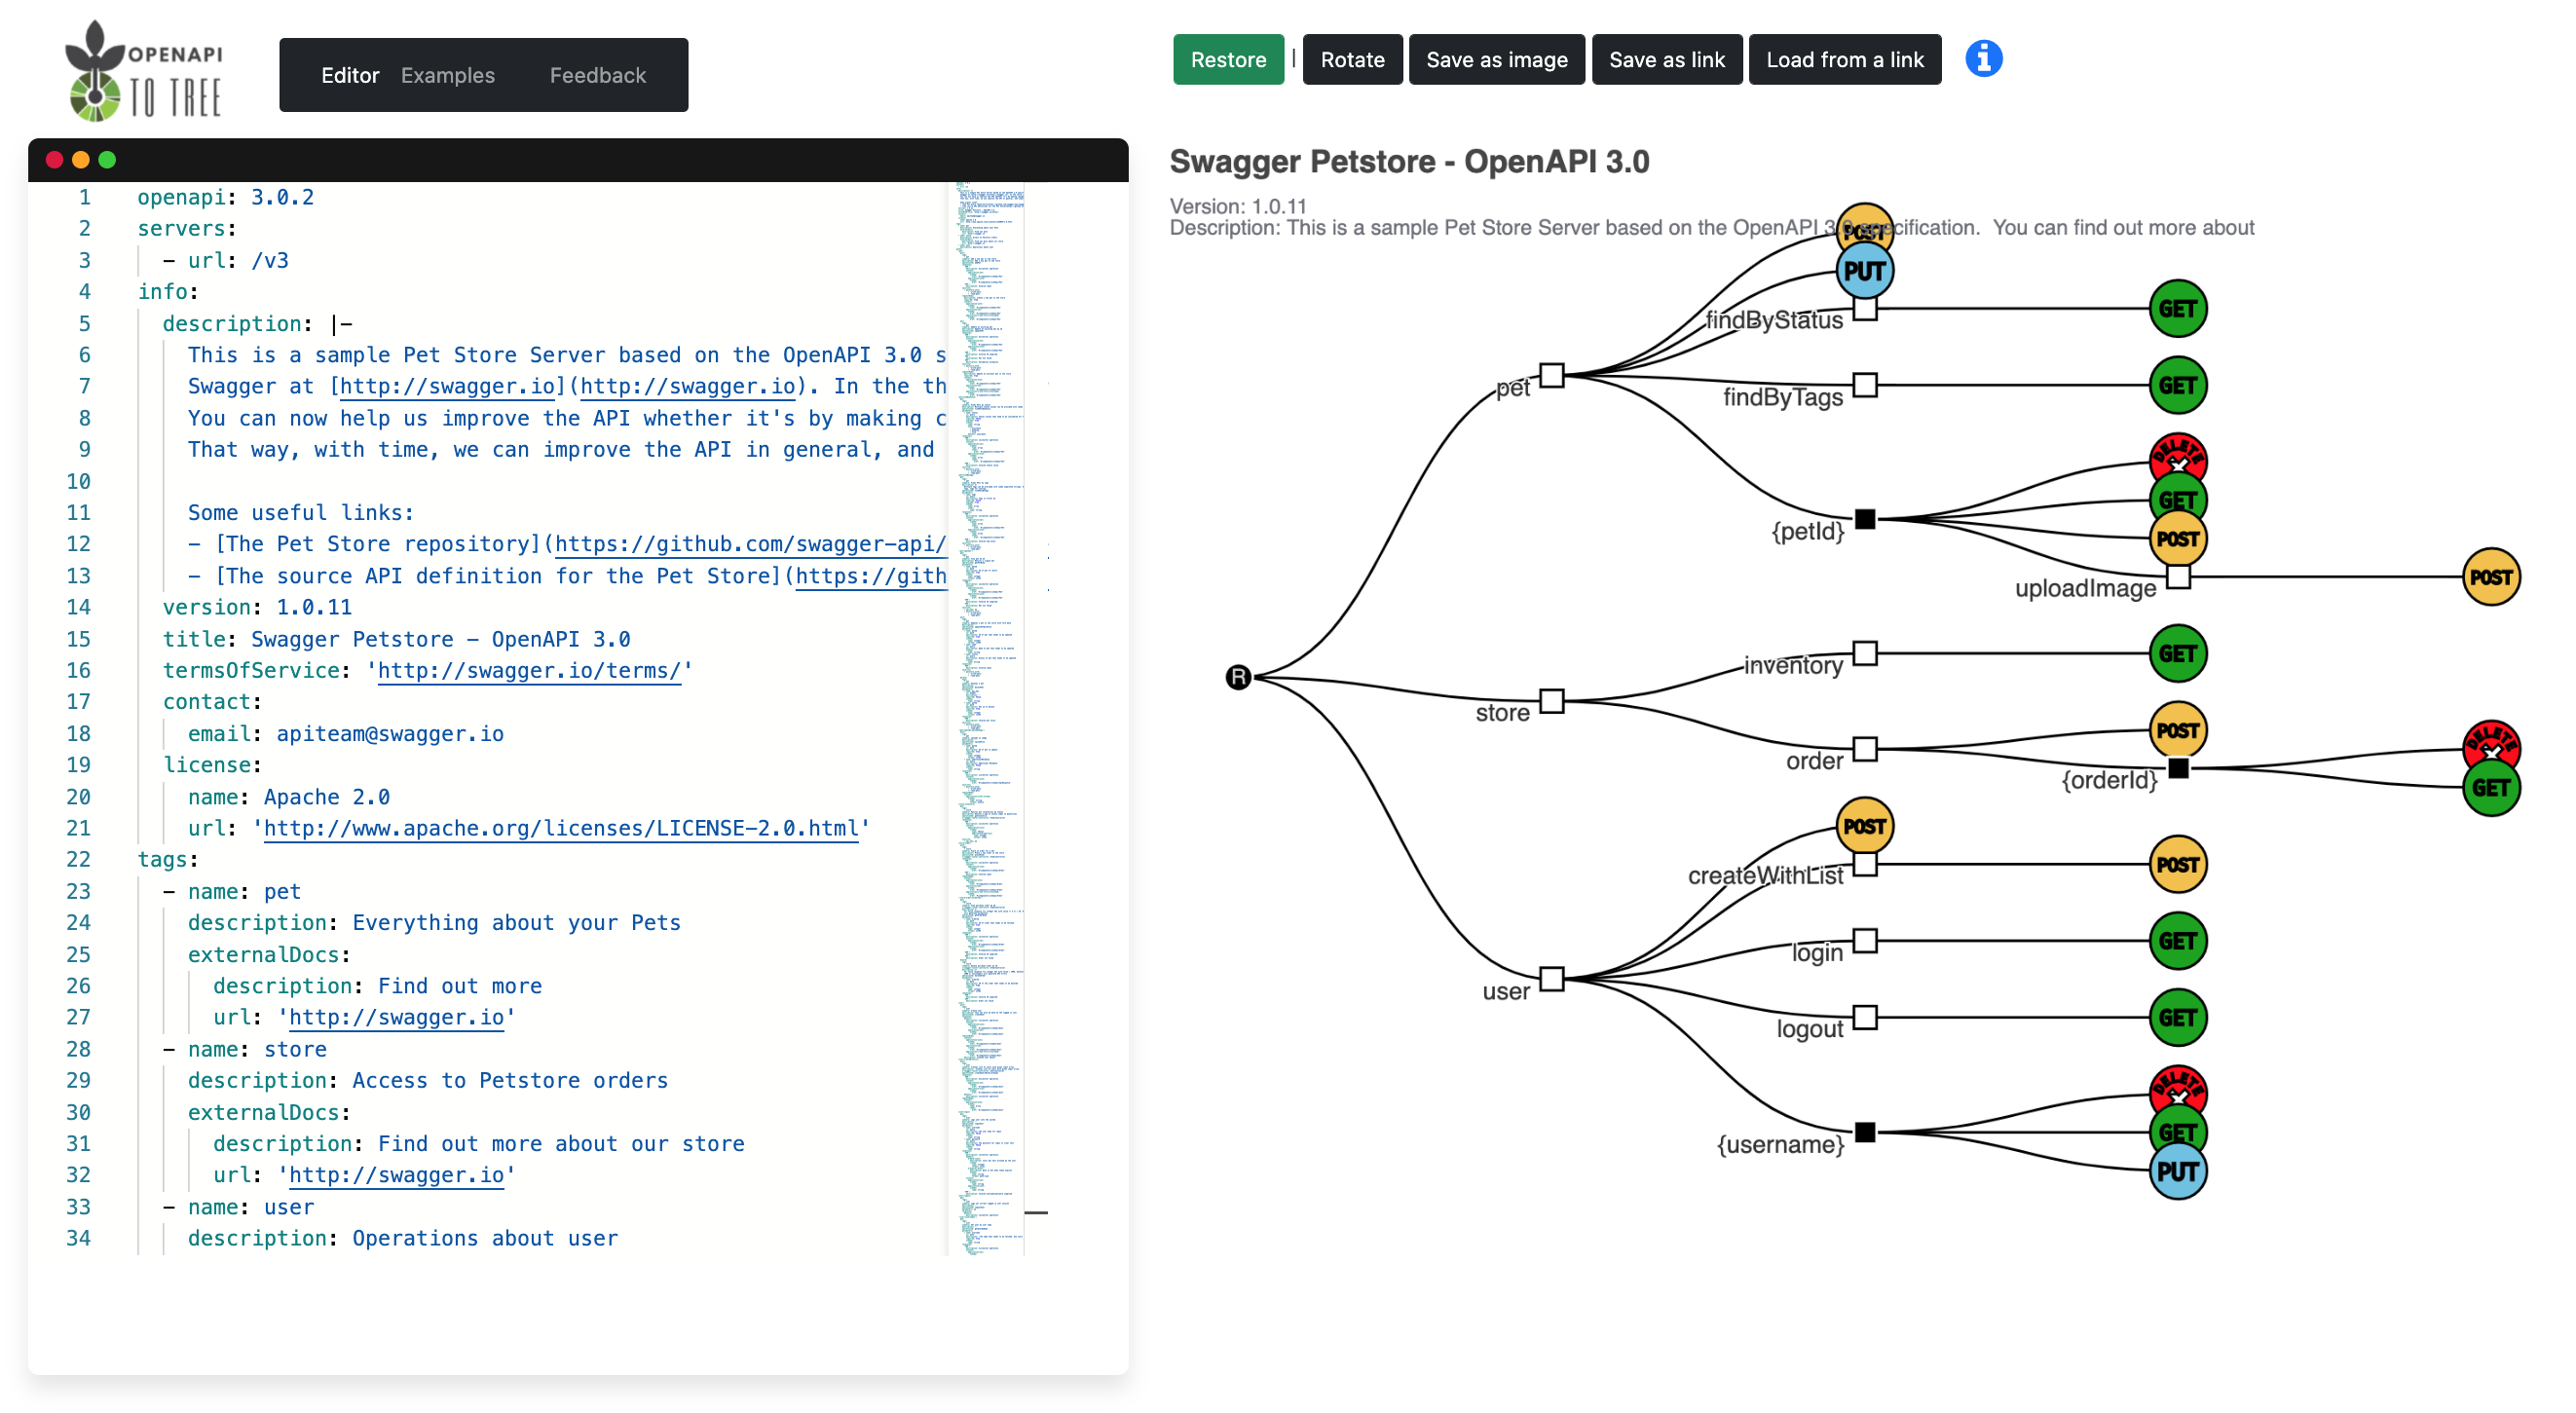 OPENAPI
TO TREE
Editor Examples Feedback
Restore | Rotate Save as image Save as link Load from a link
1 openapi: 3.0.2
2 servers:
3 - url: /v3
4 info:
5 description: |-
6 This is a sample Pet Store Server based on the OpenAPI 3.0 s
7 Swagger at [http://swagger.io](http://swagger.io). In the th
8 You can now help us improve the API whether it's by making c
9 That way, with time, we can improve the API in general, and
10
11 Some useful links:
12 - [The Pet Store repository](https://github.com/swagger-api/
13 - [The source API definition for the Pet Store](https://gith
14 version: 1.0.11
15 title: Swagger Petstore - OpenAPI 3.0
16 termsOfService: 'http://swagger.io/terms/'
17 contact:
18 email: apiteam@swagger.io
19 license:
20 name: Apache 2.0
21 url: 'http://www.apache.org/licenses/LICENSE-2.0.html'
22 tags:
23 - name: pet
24 description: Everything about your Pets
25 externalDocs:
26 description: Find out more
27 url: 'http://swagger.io'
28 - name: store
29 description: Access to Petstore orders
30 externalDocs:
31 description: Find out more about our store
32 url: 'http://swagger.io'
33 - name: user
34 description: Operations about user
Swagger Petstore - OpenAPI 3.0
Version: 1.0.11
Description: This is a sample Pet Store Server based on the OpenAPI 3.0 specification. You can find out more about
POST
PUT
findByStatus GET
pet
findByTags GET
DELETE
GET
{petId} POST
uploadImage POST
R
inventory GET
store
POST
order
DELETE
{orderId} GET
POST
createWithList POST
login GET
user
logout GET
DELETE
{username} GET
PUT